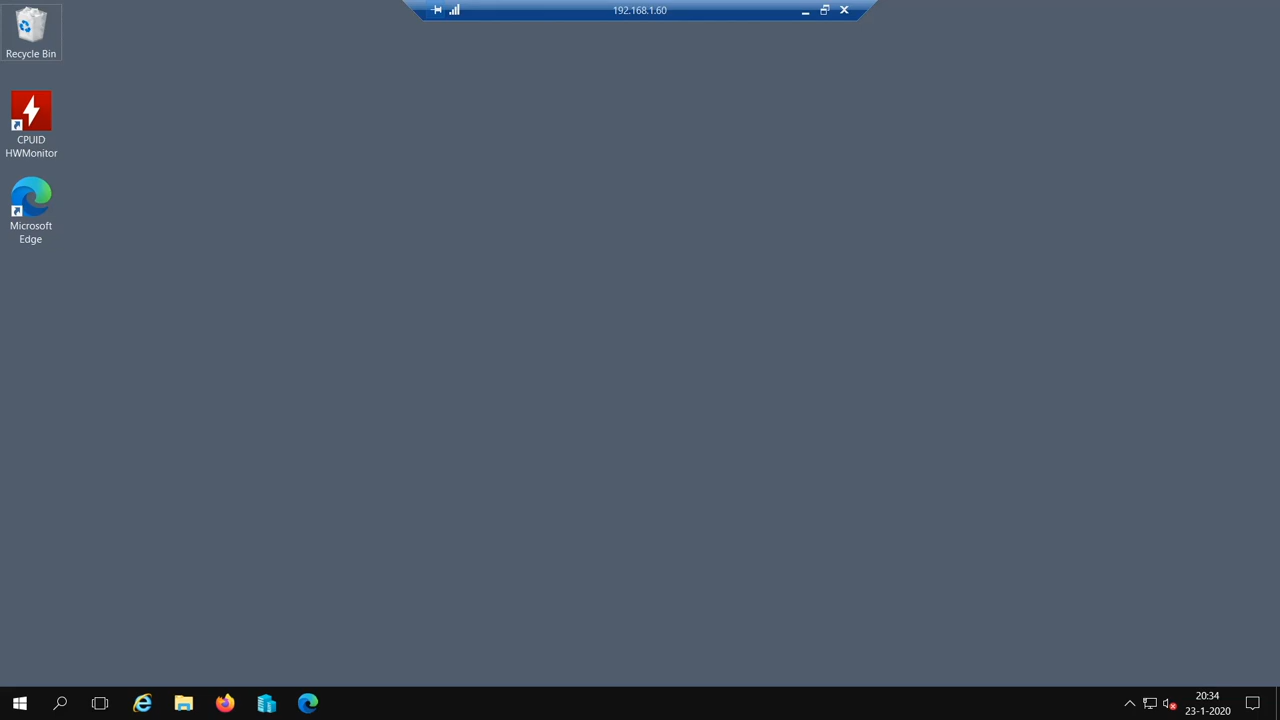 192.168.1.60
Recycle Bin
CPUID
HWMonitor
Microsoft
Edge
20:34
23-1-2020